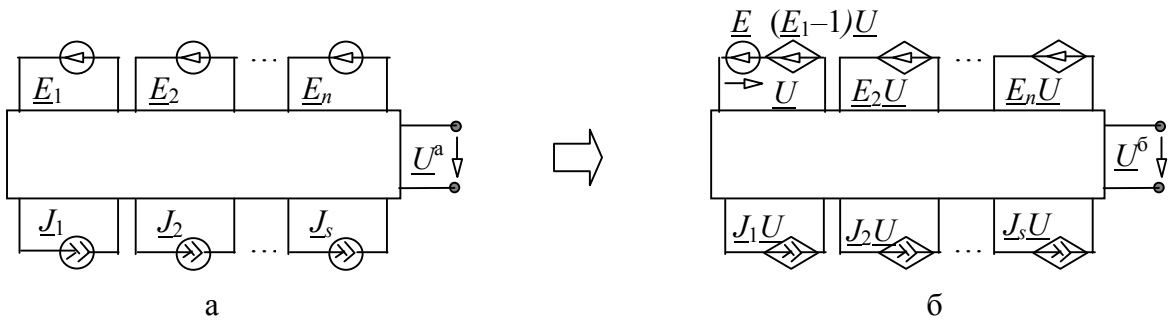 E (E1–1)U
E1 E2 ... En
U E2U ... EnU
Uа
Uб
J1 J2 ... Js
J1U J2U ... JsU
а
б